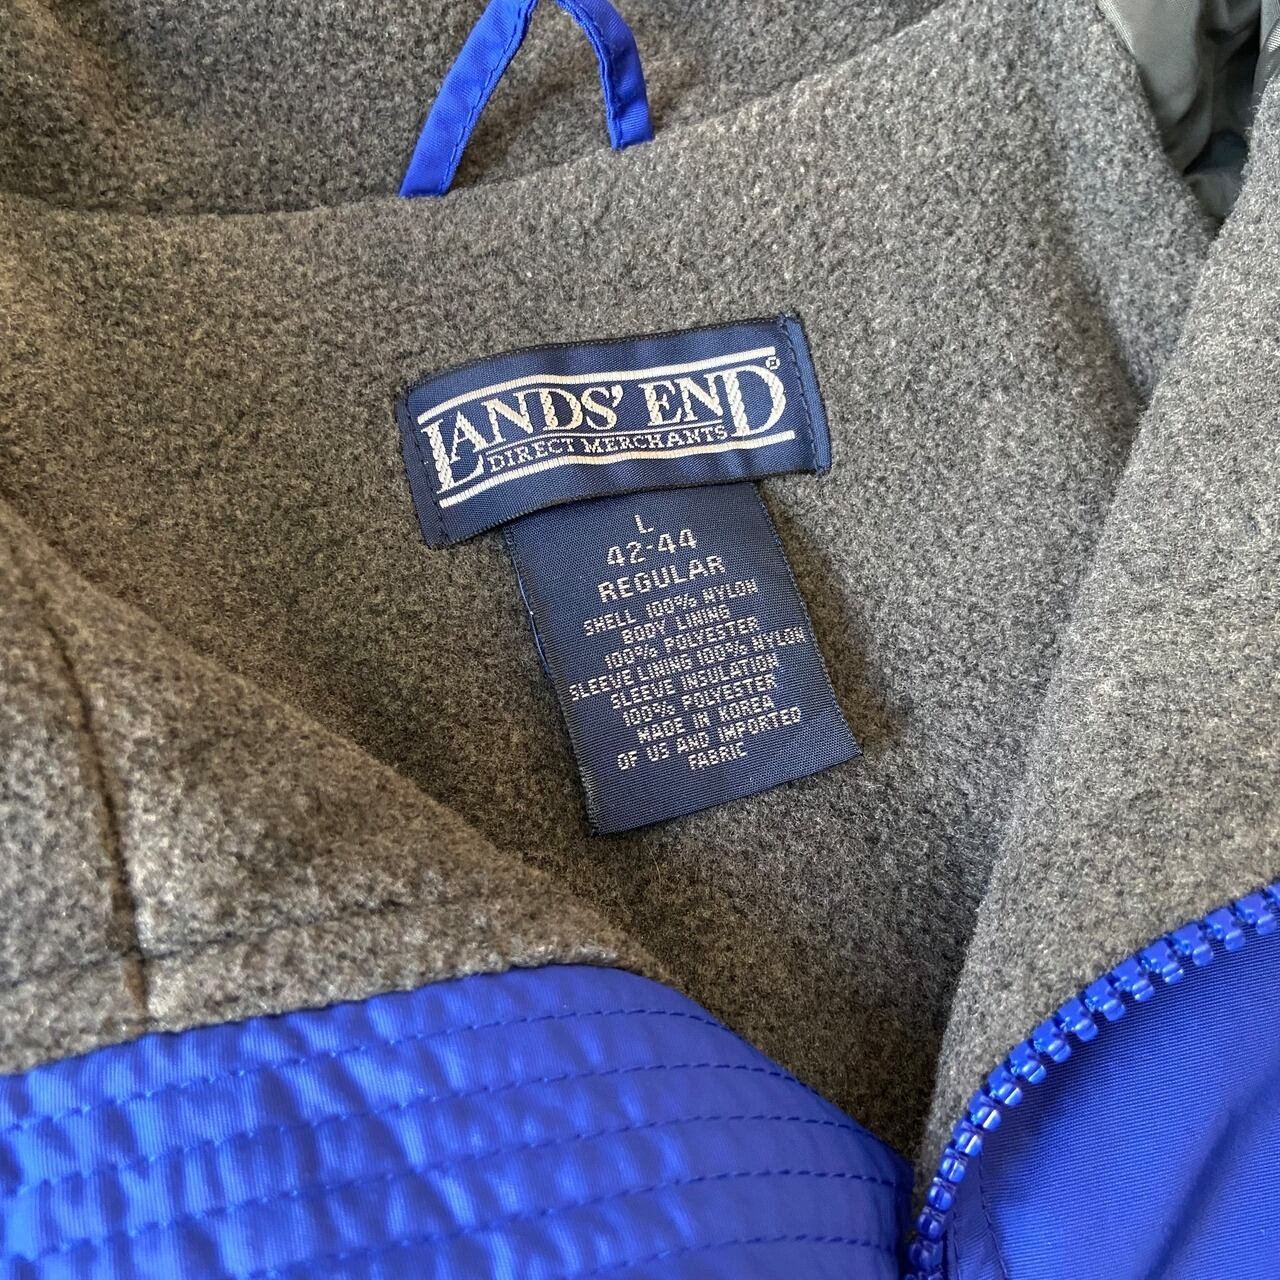 LANDS' END®
DIRECT MERCHANTS
L
42-44
REGULAR
SHELL 100% NYLON
BODY LINING
100% POLYESTER
SLEEVE LINING 100% NYLON
SLEEVE INSULATION
100% POLYESTER
MADE IN KOREA
OF US AND IMPORTED
FABRIC